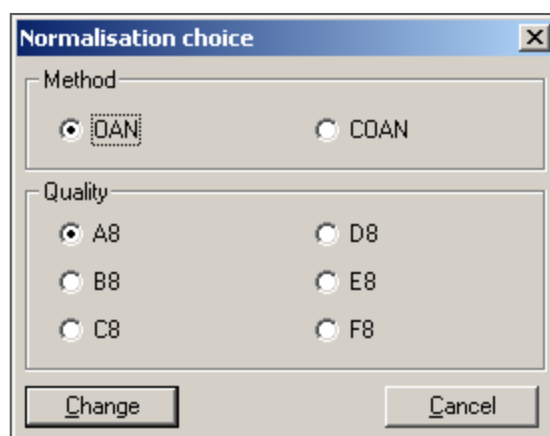 Normalisation choice
Method
OAN COAN
Quality
A8 D8
B8 E8
C8 F8
Change Cancel